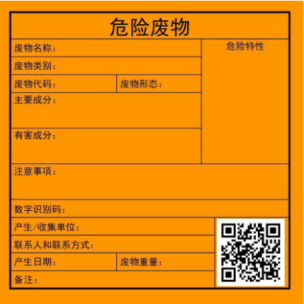 危险废物
废物名称： 危险特性
废物类别：
废物代码： 废物形态：
主要成分：
有害成分：
注意事项：
数字识别码：
产生/收集单位：
联系人和联系方式：
产生日期： 废物重量：
备注：